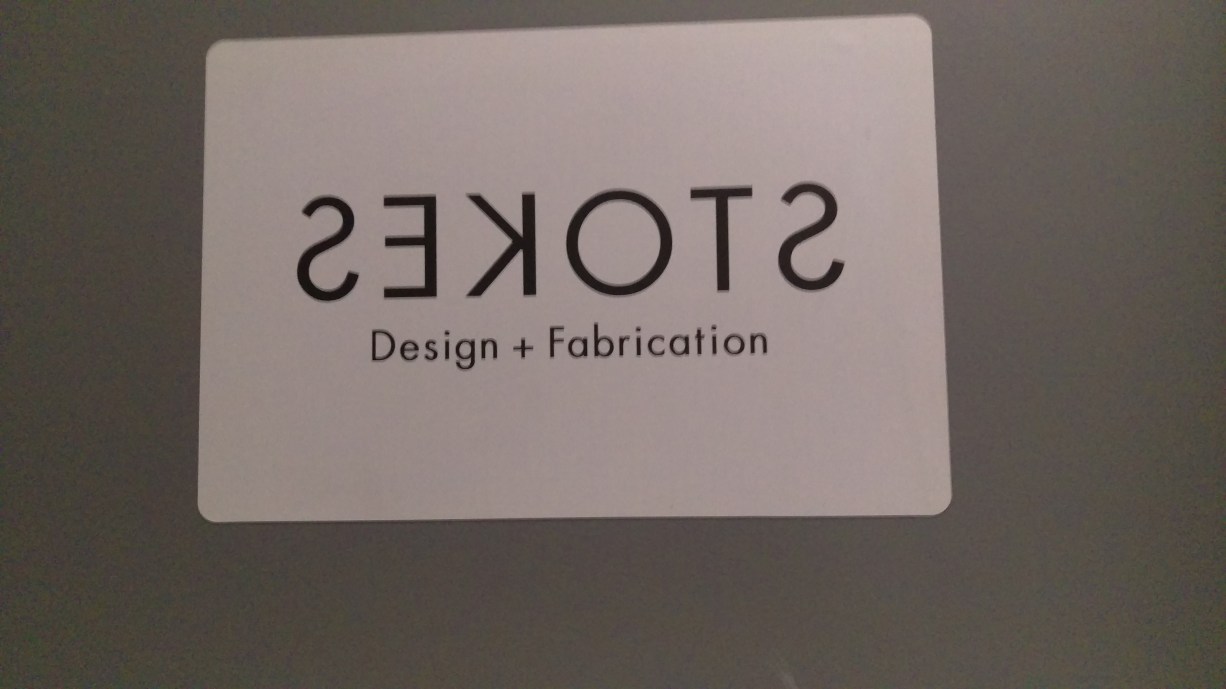 STOKES
Design + Fabrication